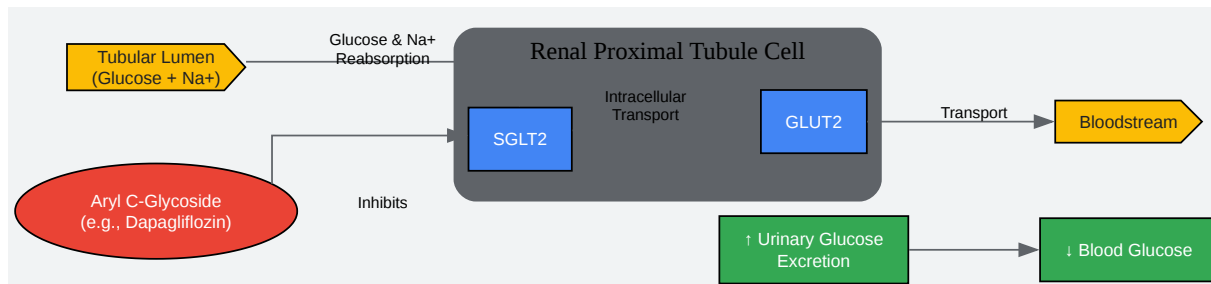 Tubular Lumen
(Glucose + Na+)
Glucose & Na+
Reabsorption
Renal Proximal Tubule Cell
SGLT2
Intracellular
Transport
GLUT2
Transport
Bloodstream
Aryl C-Glycoside
(e.g., Dapagliflozin)
Inhibits
↑ Urinary Glucose
Excretion
↓ Blood Glucose